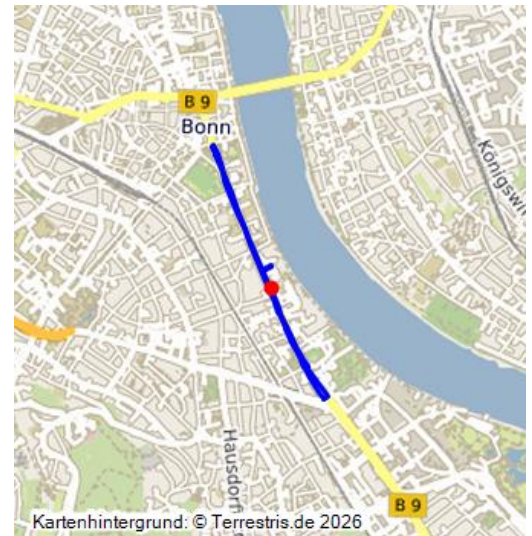 B 9
Bonn
Königswi
Hausdorf
B 9
Kartenhintergrund: © Terrestris.de 2026